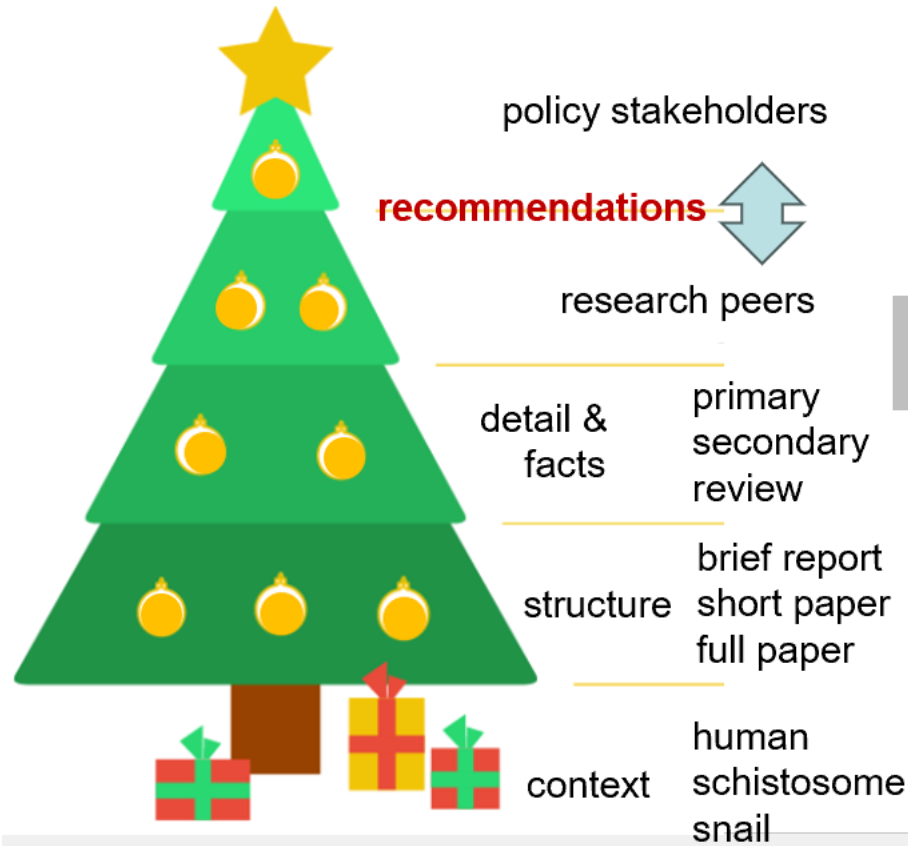 policy stakeholders
recommendations
research peers
detail &
facts
primary
secondary
review
structure
brief report
short paper
full paper
context
human
schistosome
snail